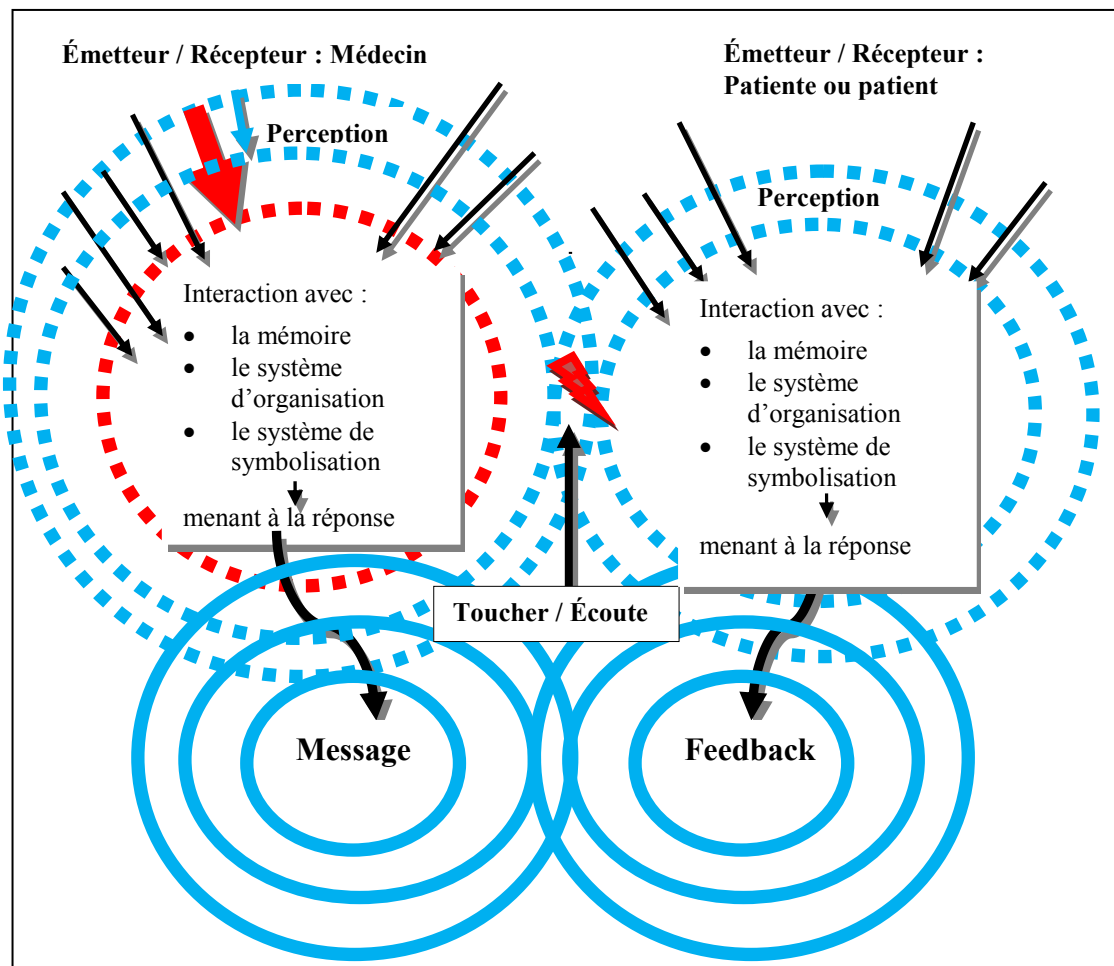 Émetteur / Récepteur : Médecin
Perception
Interaction avec :
• la mémoire
• le système
d'organisation
• le système de
symbolisation
menant à la réponse
Émetteur / Récepteur :
Patiente ou patient
Perception
Interaction avec :
• la mémoire
• le système
d'organisation
• le système de
symbolisation
menant à la réponse
Toucher / Écoute
Message
Feedback